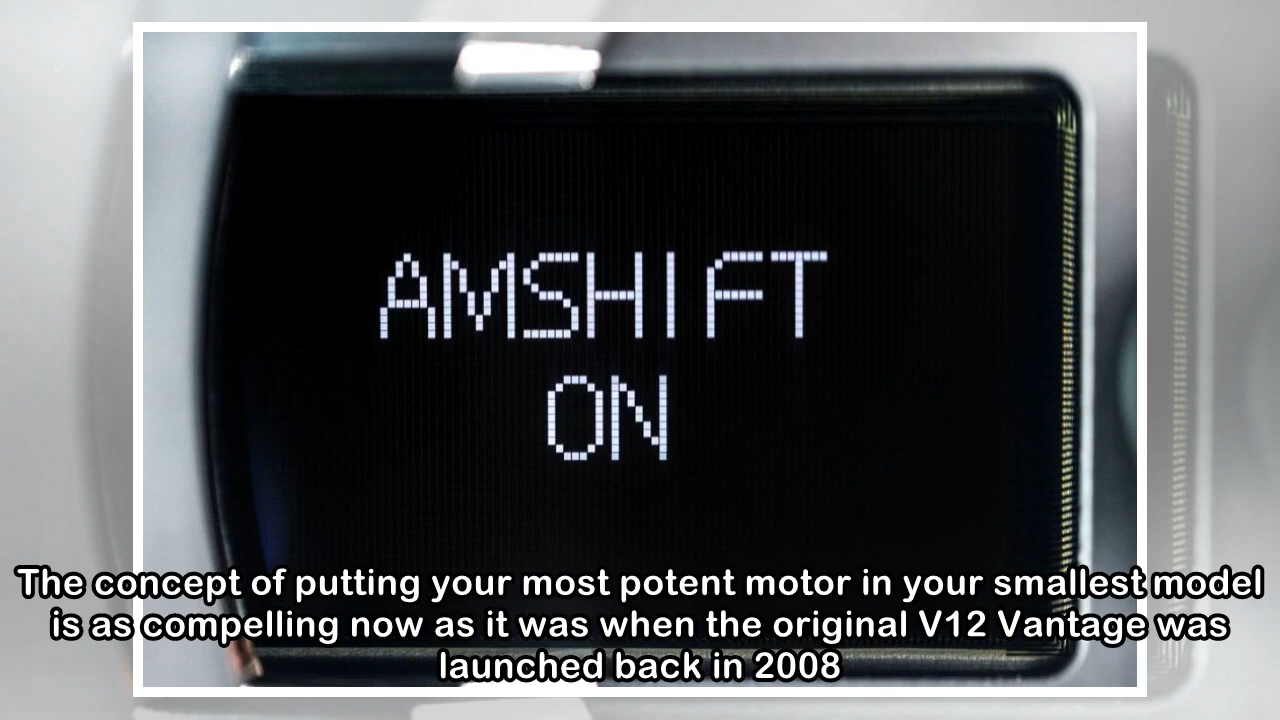 AMSHIFT
ON
The concept of putting your most potent motor in your smallest model
is as compelling now as it was when the original V12 Vantage was
launched back in 2008